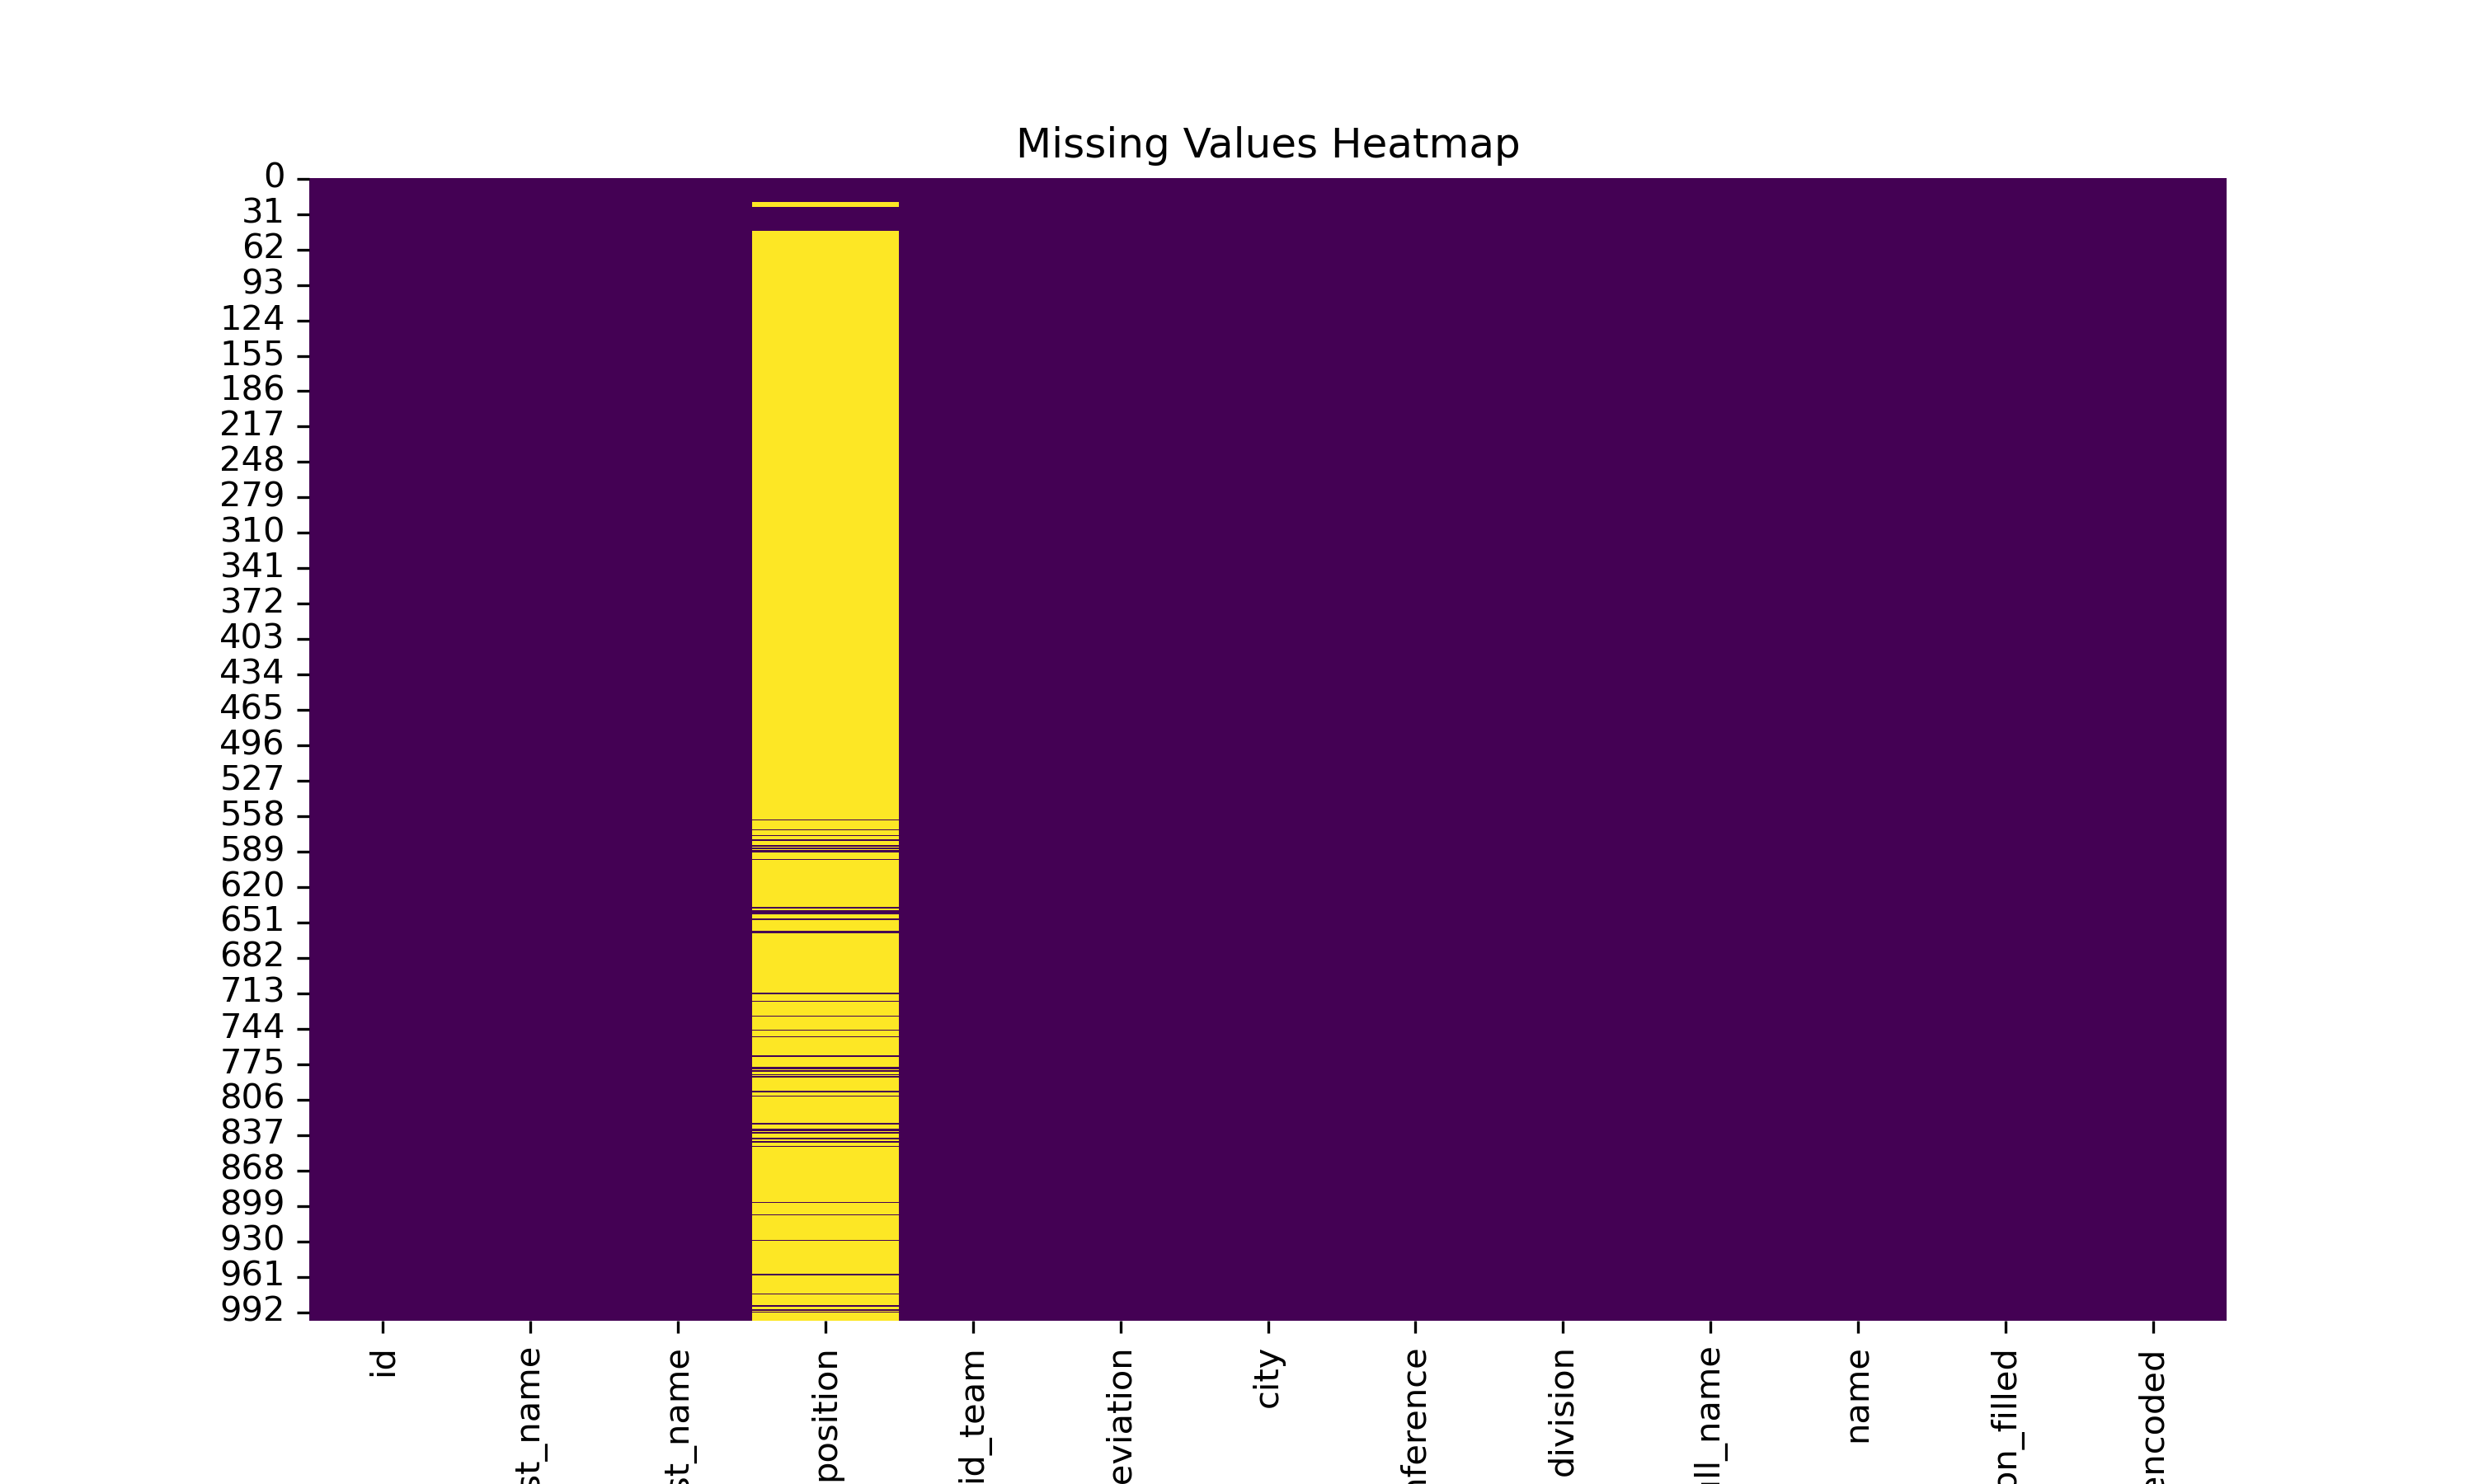 Missing Values Heatmap
0
31
62
93
124
155
186
217
248
279
310
341
372
403
434
465
496
527
558
589
620
651
682
713
744
775
806
837
868
899
930
961
992
id
st_name
st_name
position
id_team
eviation
city
nference
division
ll_name
name
on_filled
encoded